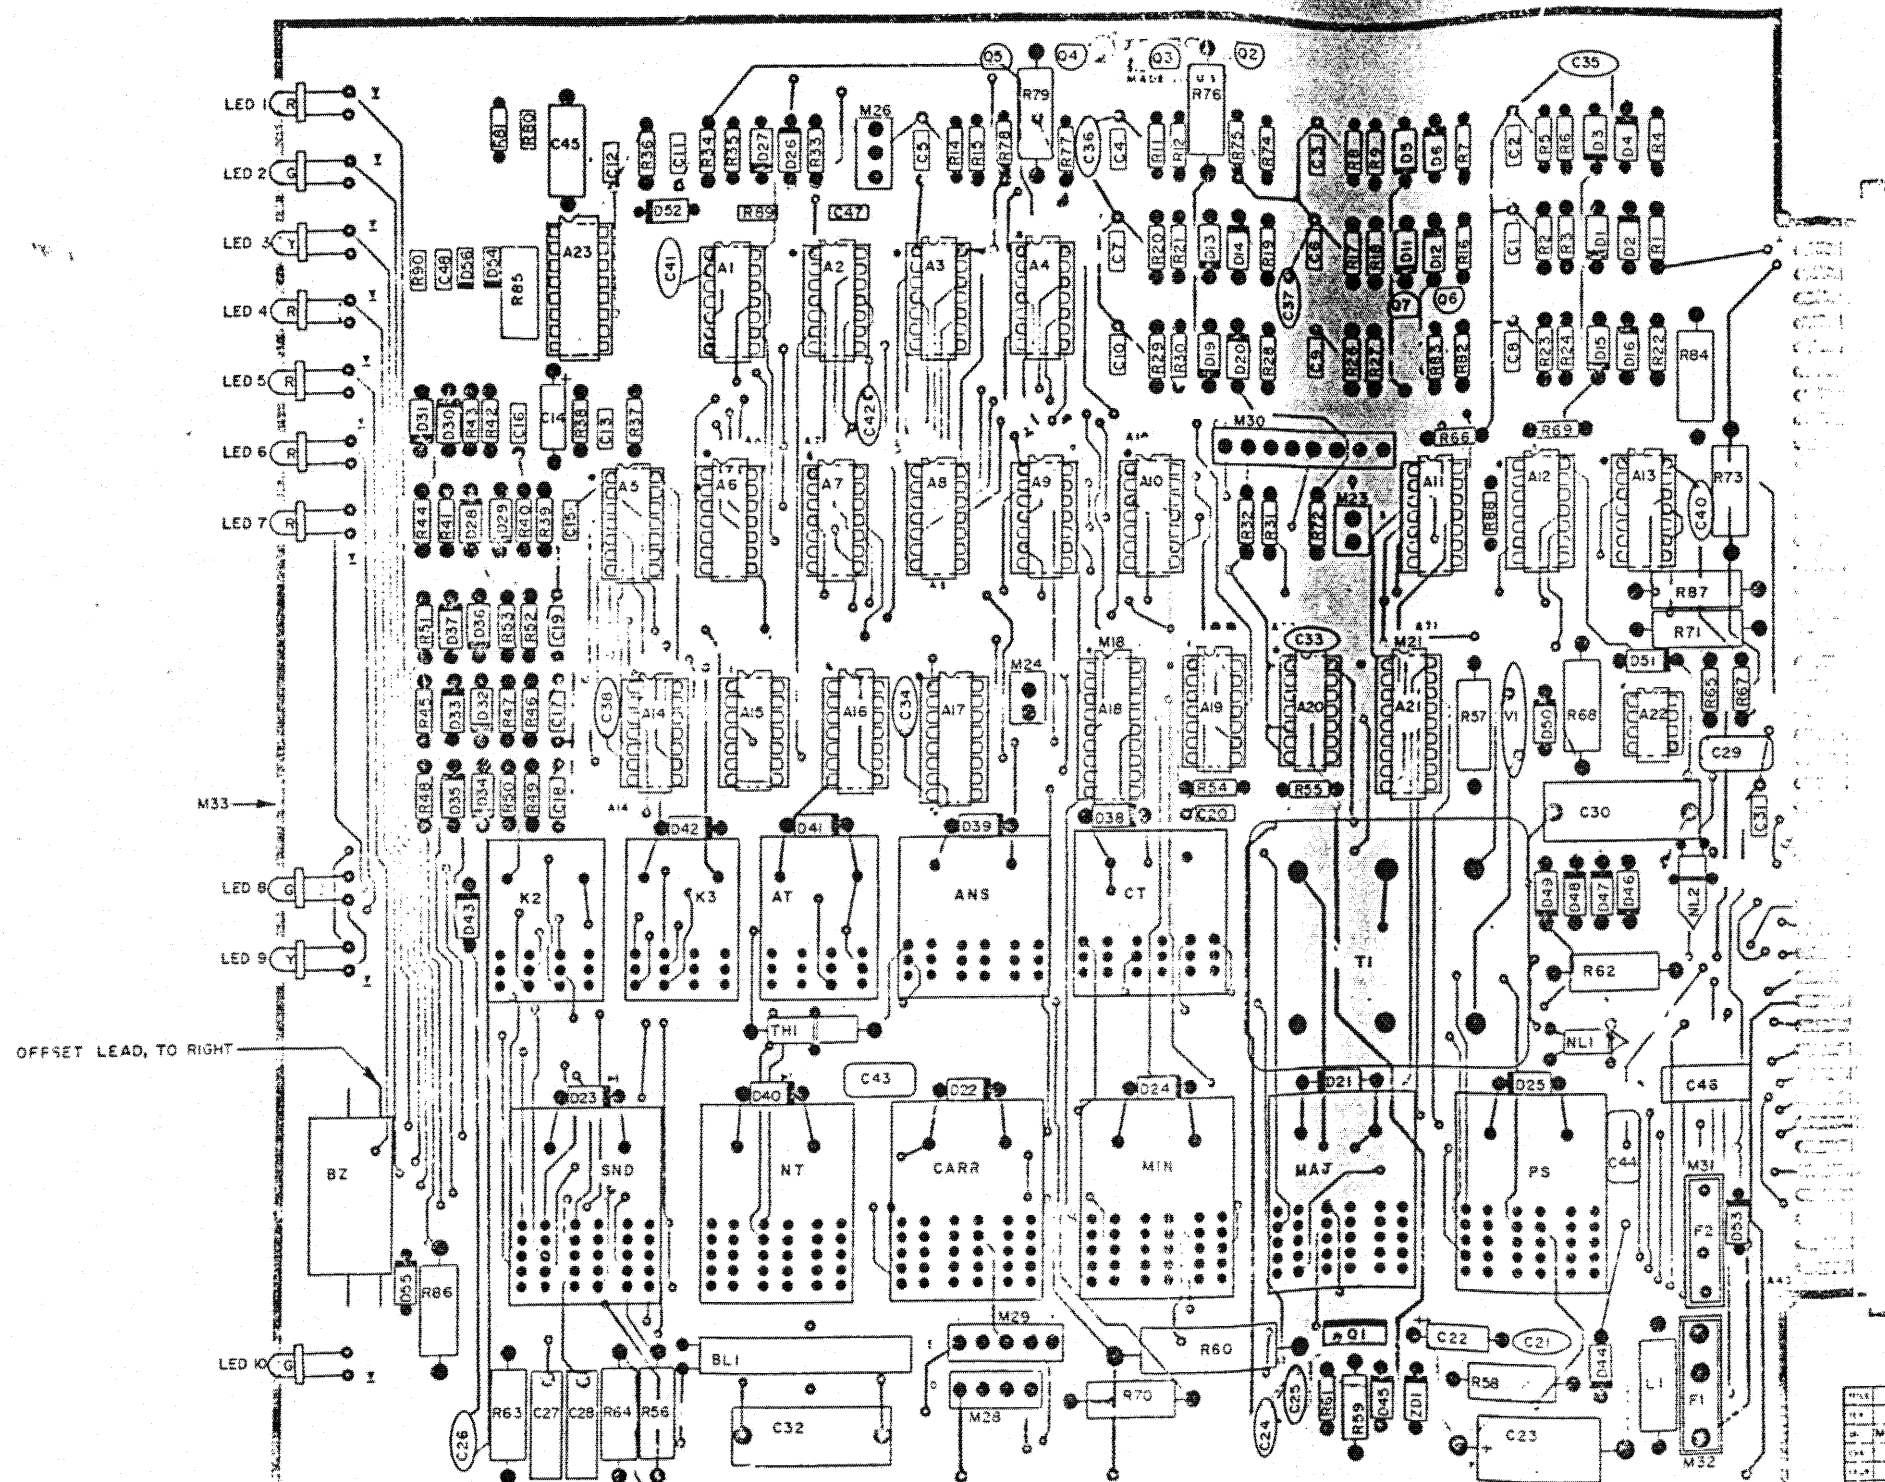 Q5 Q4 Q3 Q2
MADE
C35
LED 1 R
R79 R76
M26
R81 R80 C45 C12 R36 C11 R34 R35 D27 D26 R33 C5 R14 R15 R78 R77 C36 C4 R11 R12 R75 R74 C3 R8 R9 D5 D6 R7 C2 R5 R6 D3 D4 R4
LED 2 G
D52 R89 C47
LED 3 Y
R90 C48 D56 D54 R85 A23 C41 A1 A2 A3 A4 C7 R20 R21 D13 D14 R19 C6 R17 R18 D11 D12 R16 C1 R2 R3 D1 D2 R1
C37 Q7 Q6
LED 4 R
C10 R29 R30 D19 D20 R28 C9 R26 R27 R83 R82 C8 R23 R24 D15 D16 R22 R84
LED 5 R
D31 D30 R43 R42 C16 C14 + R38 C13 R37 C42
M30 R66 R69
LED 6 R
A5 A6 A7 A8 A9 A10 A11 A12 A13 R73
M23
LED 7 R
R44 R41 D28 D29 R40 R39 C15 R32 R31 R72 R88 C40
R87
R51 D37 D36 R53 R52 C19
R71
M18 C33 M21
D51
M24
R45 D33 D32 R47 R46 C17 C38 A14 A15 A16 C34 A17 A18 A19 A20 A21 R57 V1 D50 R68 A22 R65 R67
C29
R48 D35 D34 R50 R49 C18 R54 R55
M33 A14
C20 C30 C31
D42 D41 D39 D38
LED 8 G
D43 K2 K3 AT ANS CT D49 D48 D47 D46 NL2
LED 9 Y
T1
R62
TH1
NL1
OFFSET LEAD, TO RIGHT
C43 C46
D23 D40 D22 D24 D21 D25
BZ SND NT CARR MIN MAJ PS C44 M31
F2 D53
D55 R86
M29 Q1 + C22 C21
LED 10 G
BL1 R60
D44 L1 F1
R70 R58
R63 C27 C28 R64 R56 M28 C25 R61 R59 D45 ZD1
C26 C32 C24 + C23
M32